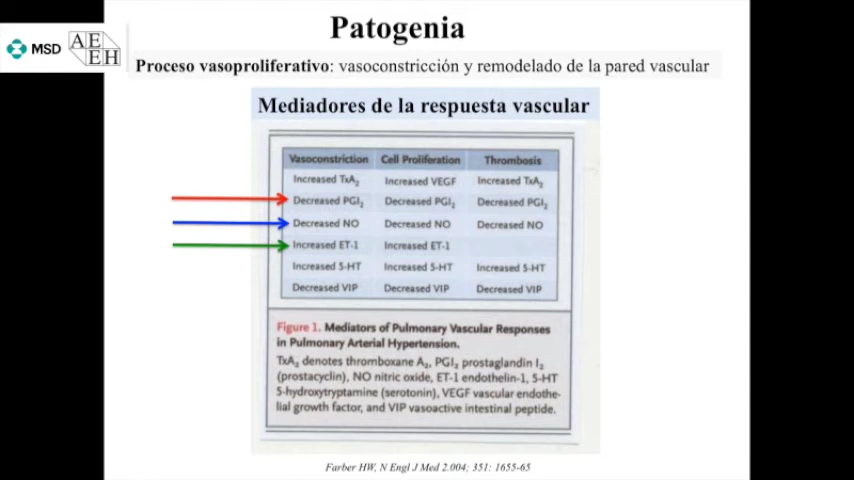 Patogenia
MSD
AE
EH
Proceso vasoproliferativo: vasoconstricción y remodelado de la pared vascular
Mediadores de la respuesta vascular
Vasoconstriction Cell Proliferation Thrombosis
Increased TxA₂ Increased VEGF Increased TxA₂
Decreased PGI₂ Decreased PGI₂ Decreased PGI₂
Decreased NO Decreased NO Decreased NO
Increased ET-1 Increased ET-1
Increased 5-HT Increased 5-HT Increased 5-HT
Decreased VIP Decreased VIP Decreased VIP
Figure 1. Mediators of Pulmonary Vascular Responses
in Pulmonary Arterial Hypertension.
TxA₂ denotes thromboxane A₂, PGI₂ prostaglandin I₂
(prostacyclin), NO nitric oxide, ET-1 endothelin-1, 5-HT
5-hydroxytryptamine (serotonin), VEGF vascular endothe-
lial growth factor, and VIP vasoactive intestinal peptide.
Farber HW, N Engl J Med 2.004; 351: 1655-65